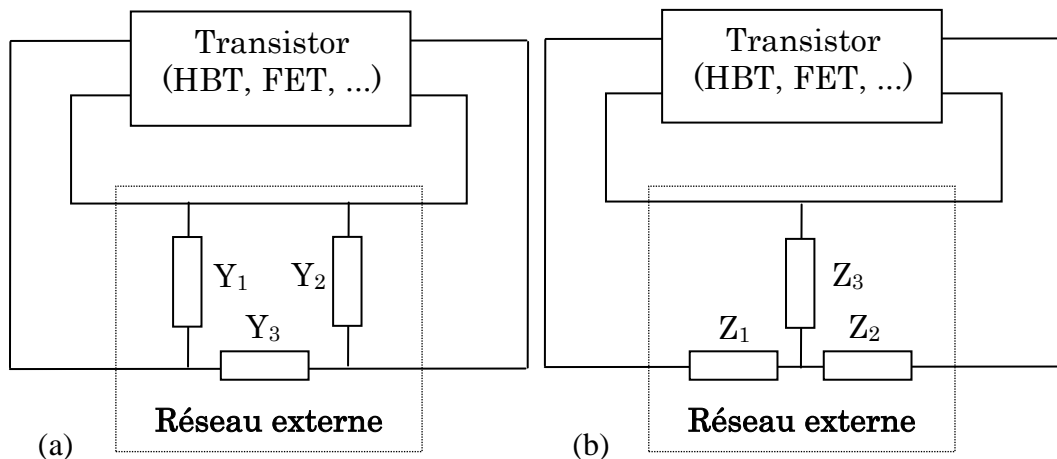 Transistor
(HBT, FET, ...)
Y₁
Y₂
Y₃
Réseau externe
(a)
Transistor
(HBT, FET, ...)
Z₃
Z₁
Z₂
Réseau externe
(b)